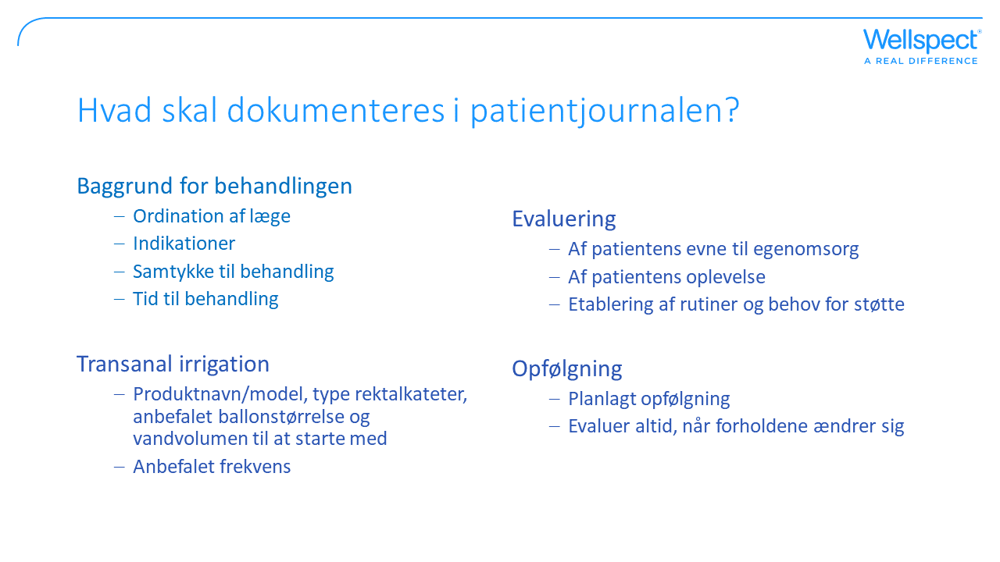 Wellspect®
A REAL DIFFERENCE
Hvad skal dokumenteres i patientjournalen?
Baggrund for behandlingen
– Ordination af læge
– Indikationer
– Samtykke til behandling
– Tid til behandling
Transanal irrigation
– Produktnavn/model, type rektalkateter,
anbefalet ballonstørrelse og
vandvolumen til at starte med
– Anbefalet frekvens
Evaluering
– Af patientens evne til egenomsorg
– Af patientens oplevelse
– Etablering af rutiner og behov for støtte
Opfølgning
– Planlagt opfølgning
– Evaluer altid, når forholdene ændrer sig